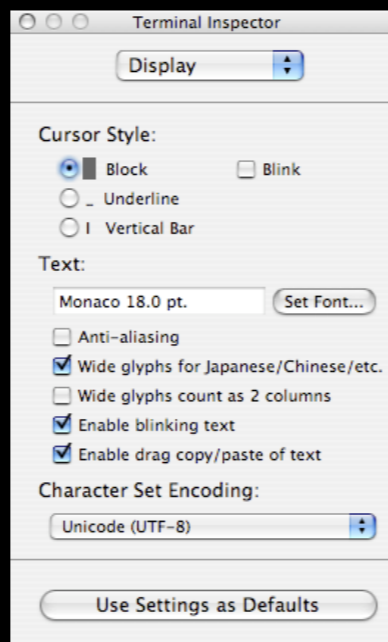 Terminal Inspector
Display
Cursor Style:
Block Blink
_ Underline
| Vertical Bar
Text:
Monaco 18.0 pt. Set Font...
Anti-aliasing
Wide glyphs for Japanese/Chinese/etc.
Wide glyphs count as 2 columns
Enable blinking text
Enable drag copy/paste of text
Character Set Encoding:
Unicode (UTF-8)
Use Settings as Defaults